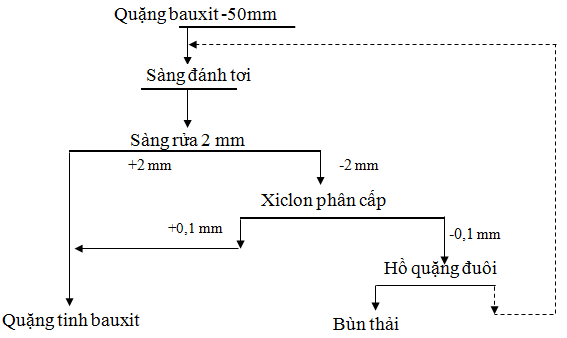 Quặng bauxit -50mm
Sàng đánh tơi
Sàng rửa 2 mm
+2 mm
-2 mm
Xiclon phân cấp
+0,1 mm
-0,1 mm
Hồ quặng đuôi
Quặng tinh bauxit
Bùn thải